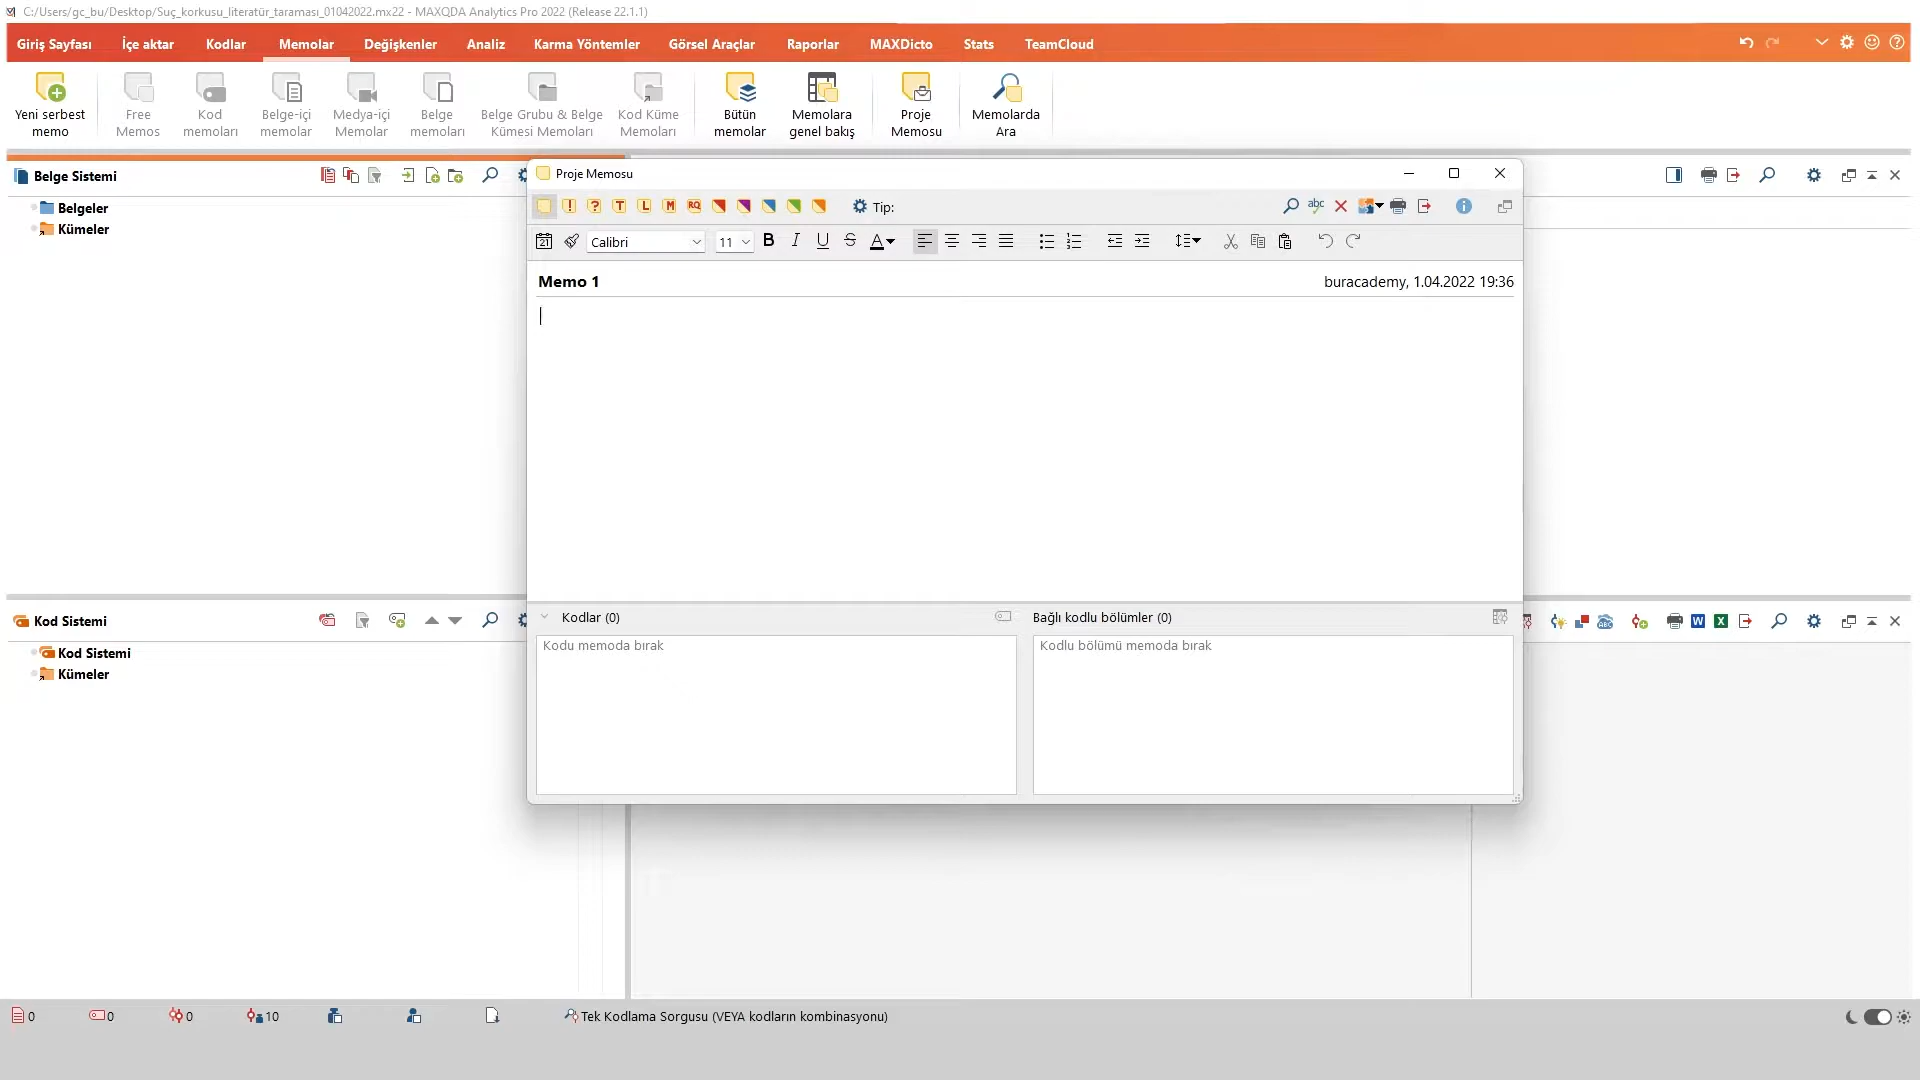 C:/Users/gc_bu/Desktop/Suç_korkusu_literatür_taraması_01042022.mx22 - MAXQDA Analytics Pro 2022 (Release 22.1.1)
Giriş Sayfası İçe aktar Kodlar Memolar Değişkenler Analiz Karma Yöntemler Görsel Araçlar Raporlar MAXDicto Stats TeamCloud
Yeni serbest memo
Free Memos
Kod memoları
Belge-içi memolar
Medya-içi Memolar
Belge memoları
Belge Grubu & Belge Kümesi Memoları
Kod Küme Memoları
Bütün memolar
Memolara genel bakış
Proje Memosu
Memolarda Ara
Belge Sistemi
Belgeler
Kümeler
Proje Memosu
! ? T L M RQ Tip: abc
21 Calibri 11 B I U S A
Memo 1 buracademy, 1.04.2022 19:36
Kodlar (0) Bağlı kodlu bölümler (0)
Kodu memoda bırak Kodlu bölümü memoda bırak
Kod Sistemi
Kod Sistemi
Kümeler
ABC W X
0 0 0 10 Tek Kodlama Sorgusu (VEYA kodların kombinasyonu)